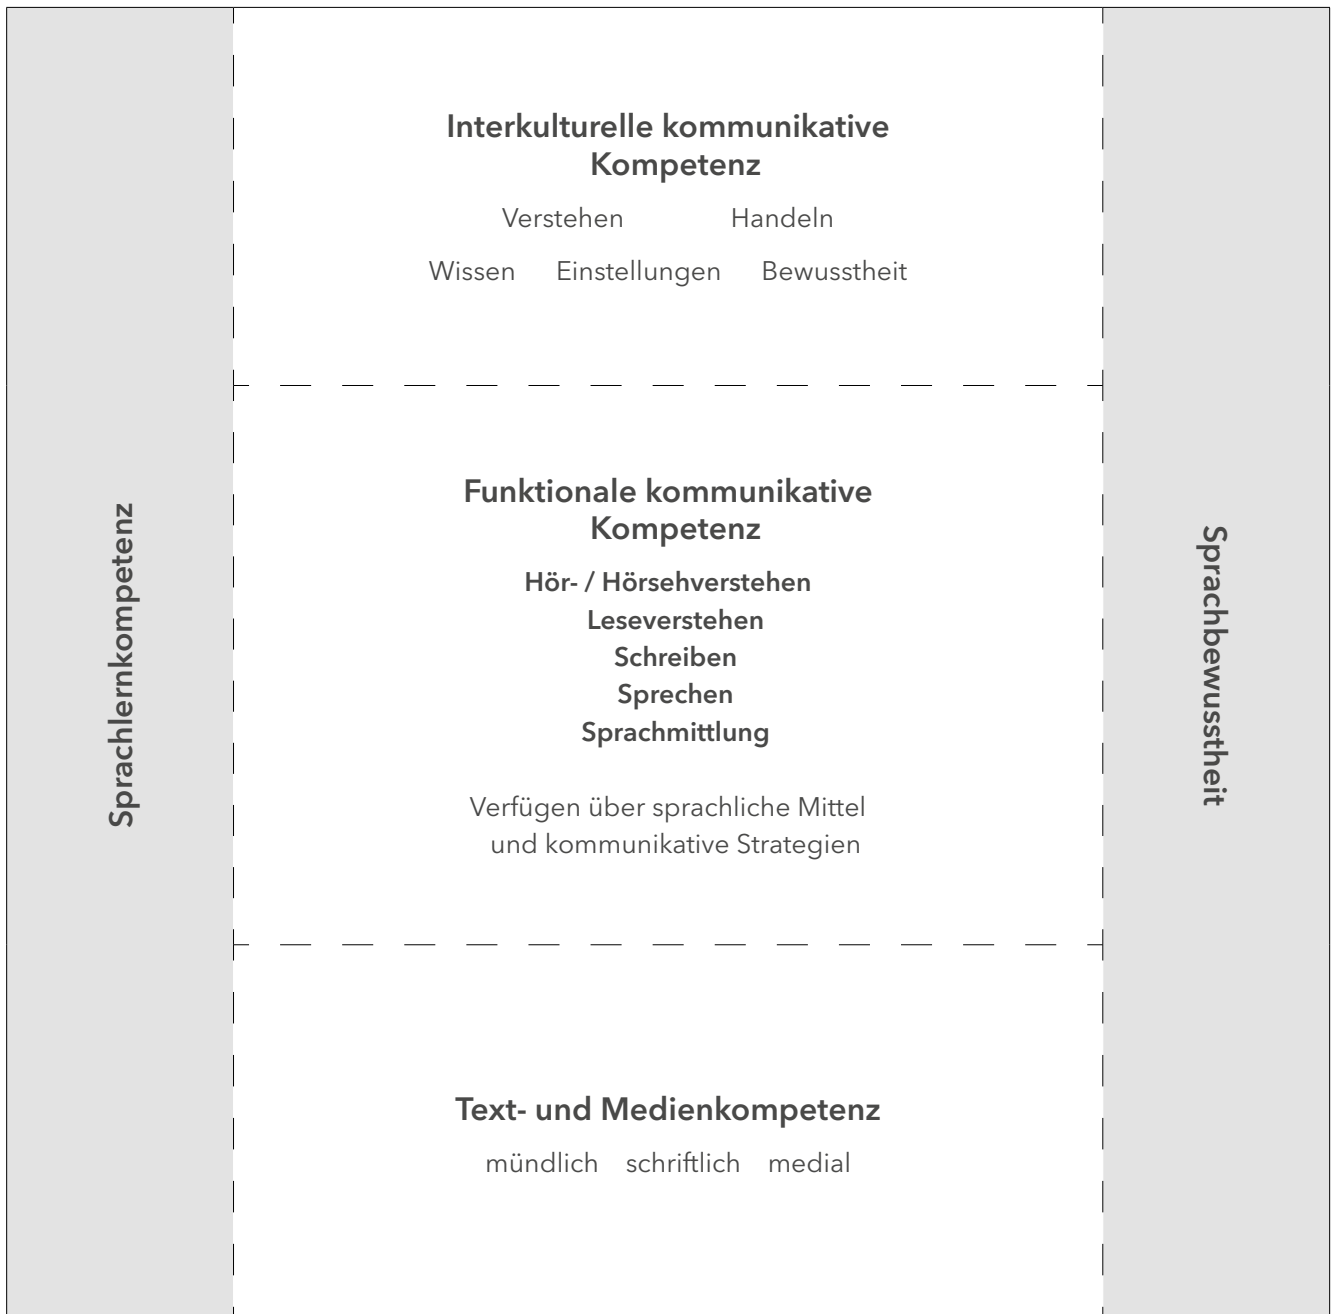 Interkulturelle kommunikative
Kompetenz
Verstehen Handeln
Wissen Einstellungen Bewusstheit
Sprachlernkompetenz
Funktionale kommunikative
Kompetenz
Hör- / Hörsehverstehen
Leseverstehen
Schreiben
Sprechen
Sprachmittlung
Verfügen über sprachliche Mittel
und kommunikative Strategien
Sprachbewusstheit
Text- und Medienkompetenz
mündlich schriftlich medial